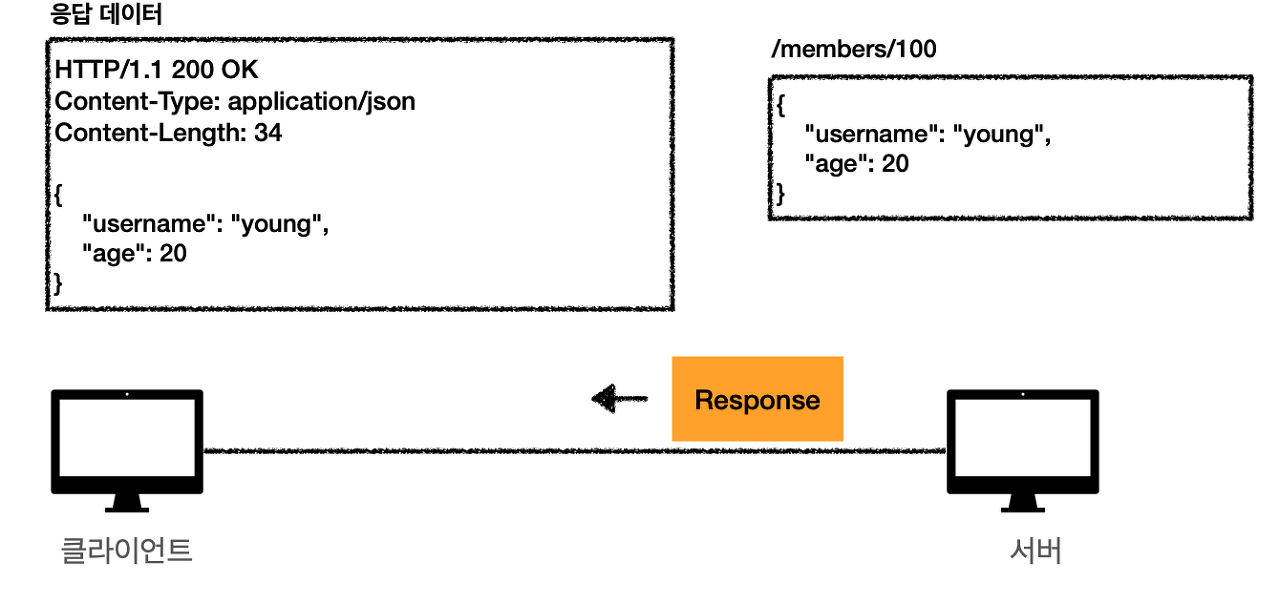 응답 데이터
HTTP/1.1 200 OK
Content-Type: application/json
Content-Length: 34
{
"username": "young",
"age": 20
}
/members/100
{
"username": "young",
"age": 20
}
Response
클라이언트
서버